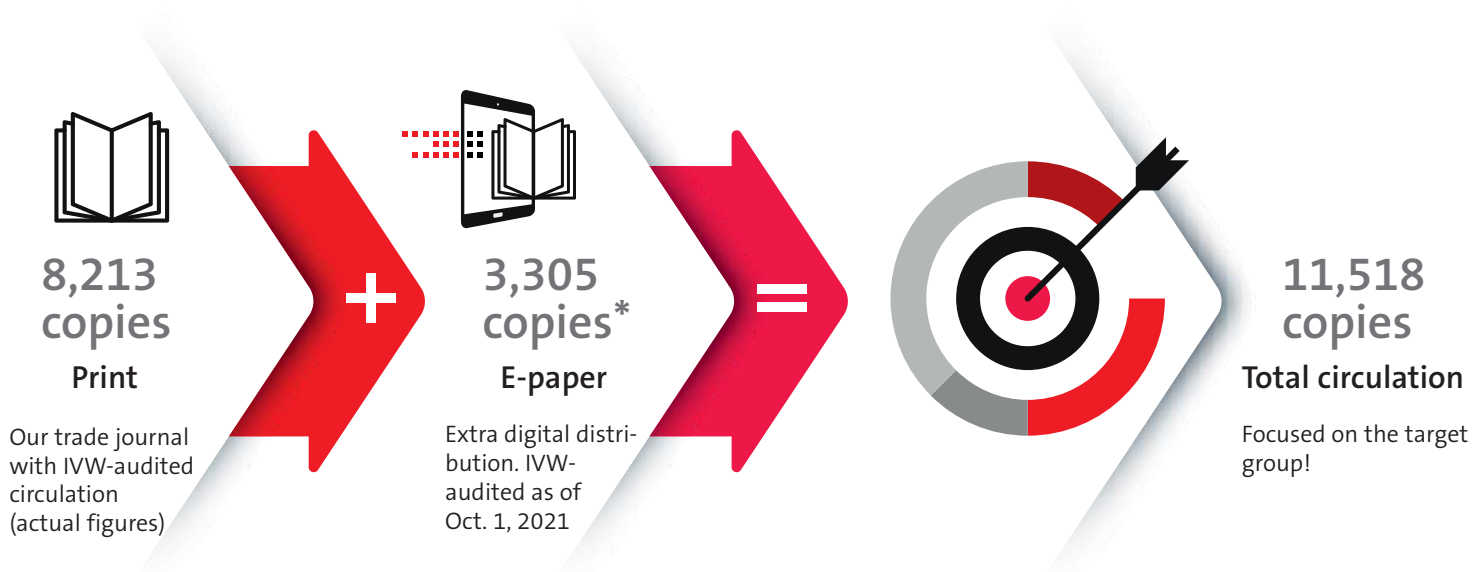 8,213
copies
Print
Our trade journal
with IVW-audited
circulation
(actual figures)
+
3,305
copies*
E-paper
Extra digital distri-
bution. IVW-
audited as of
Oct. 1, 2021
=
11,518
copies
Total circulation
Focused on the target
group!